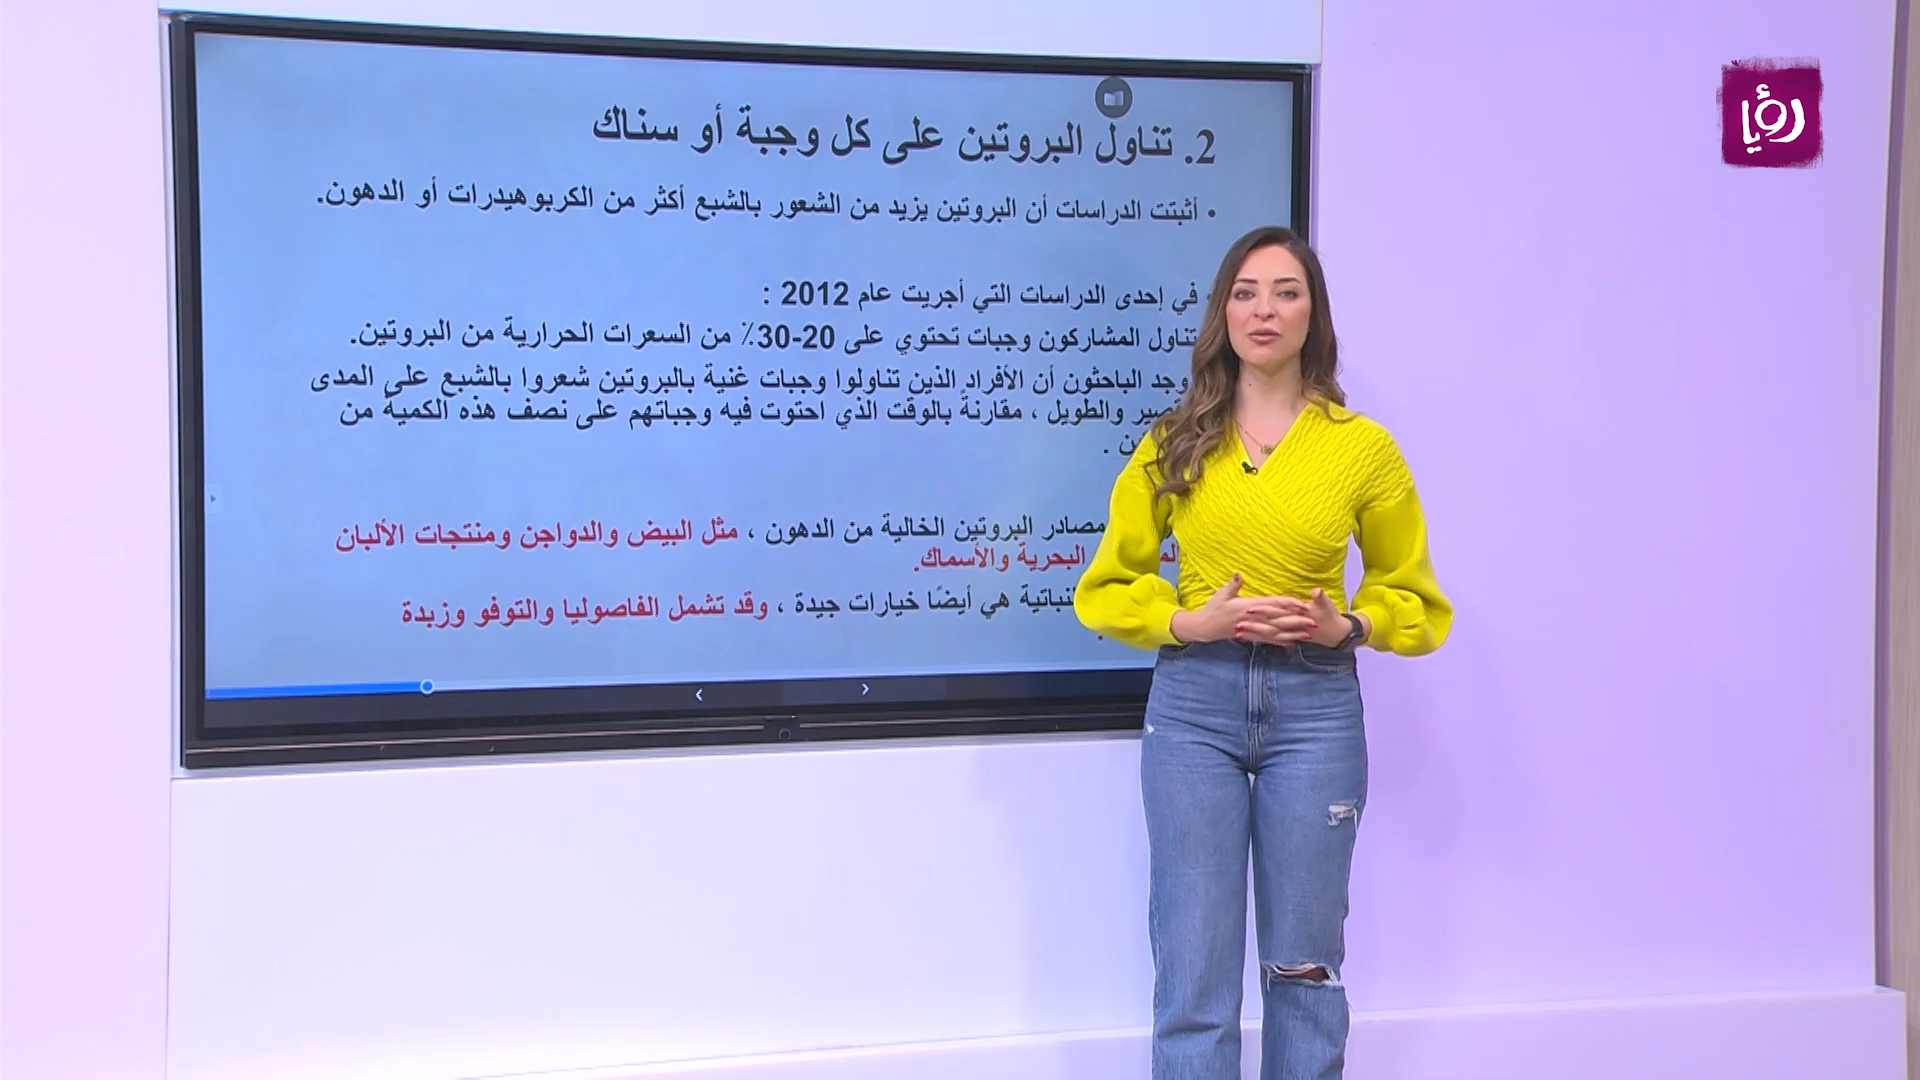 رؤيا
2. تناول البروتين على كل وجبة أو سناك
• أثبتت الدراسات أن البروتين يزيد من الشعور بالشبع أكثر من الكربوهيدرات أو الدهون.
في إحدى الدراسات التي أجريت عام 2012 :
تناول المشاركون وجبات تحتوي على 20-30٪ من السعرات الحرارية من البروتين.
وجد الباحثون أن الأفراد الذين تناولوا وجبات غنية بالبروتين شعروا بالشبع على المدى
والطويل ، مقارنةً بالوقت الذي احتوت فيه وجباتهم على نصف هذه الكمية من
.
مصادر البروتين الخالية من الدهون ، مثل البيض والدواجن ومنتجات الألبان
البحرية والأسماك.
هي أيضًا خيارات جيدة ، وقد تشمل الفاصوليا والتوفو وزبدة